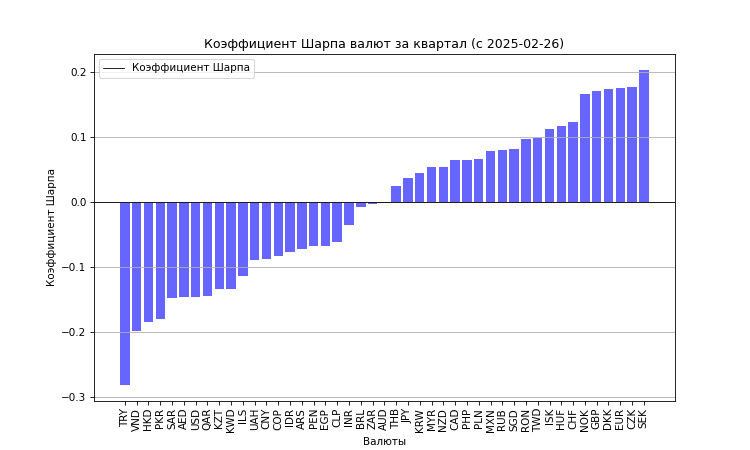 Коэффициент Шарпа валют за квартал (с 2025-02-26)
Коэффициент Шарпа
0.2
0.1
0.0
−0.1
−0.2
−0.3
Коэффициент Шарпа
TRY VND HKD PKR SAR AED USD QAR KZT KWD ILS UAH CNY COP IDR ARS PEN EGP CLP INR BRL ZAR AUD THB JPY KRW MYR NZD CAD PHP PLN MXN RUB SGD RON TWD ISK HUF CHF NOK GBP DKK EUR CZK SEK
Валюты